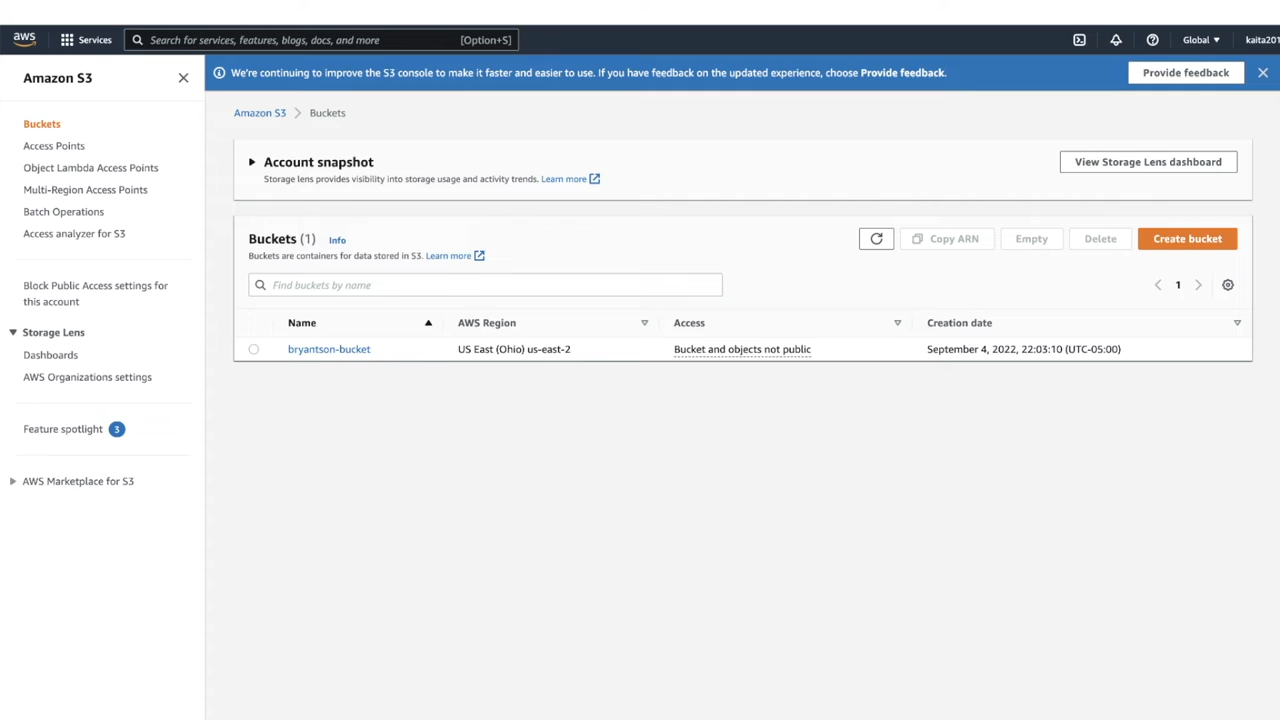 aws Services Search for services, features, blogs, docs, and more [Option+S] Global kaita201
Amazon S3
We're continuing to improve the S3 console to make it faster and easier to use. If you have feedback on the updated experience, choose Provide feedback. Provide feedback
Buckets
Access Points
Object Lambda Access Points
Multi-Region Access Points
Batch Operations
Access analyzer for S3
Block Public Access settings for
this account
Storage Lens
Dashboards
AWS Organizations settings
Feature spotlight 3
AWS Marketplace for S3
Amazon S3 Buckets
Account snapshot View Storage Lens dashboard
Storage lens provides visibility into storage usage and activity trends. Learn more
Buckets (1) Info Copy ARN Empty Delete Create bucket
Buckets are containers for data stored in S3. Learn more
Find buckets by name 1
Name AWS Region Access Creation date
bryantson-bucket US East (Ohio) us-east-2 Bucket and objects not public September 4, 2022, 22:03:10 (UTC-05:00)